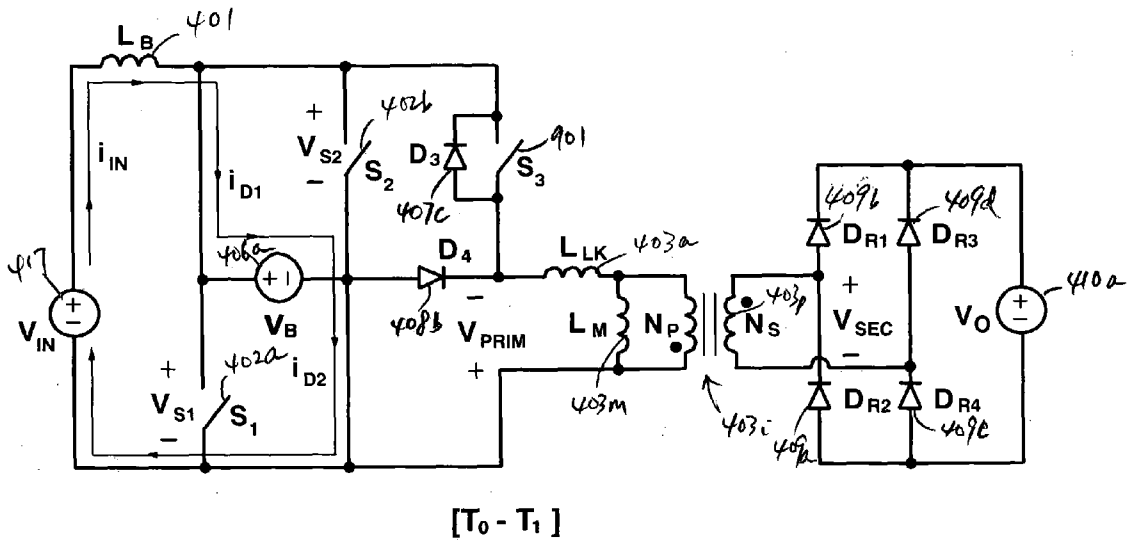 L_B 401
402b
+
V_S2
-
S_2
D_3
407c
901
S_3
i_IN
i_D1
406a
+ -
V_B
D_4
408b
417
+
-
V_IN
+
V_S1
-
402a
S_1
i_D2
-
V_PRIM
+
L_LK 403a
L_M
403m
N_P
N_S
403p
403i
409b
D_R1
409d
D_R3
+
V_SEC
-
D_R2
409a
D_R4
409c
V_O
+
-
410a
[T_0 - T_1 ]